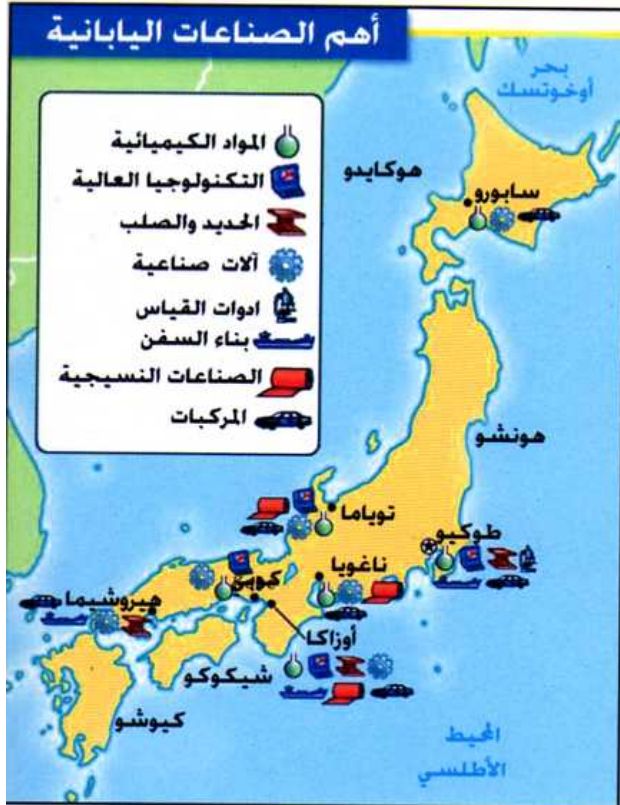 أهم الصناعات اليابانية
بحر
أوخوتسك
المواد الكيميائية
التكنولوجيا العالية
الحديد والصلب
آلات صناعية
ادوات القياس
بناء السفن
الصناعات النسيجية
المركبات
هوكايدو
سابورو
هونشو
توياما
طوكيو
ناغويا
كوبي
هيروشيما
أوزاكا
شيكوكو
كيوشو
المحيط
الأطلسي